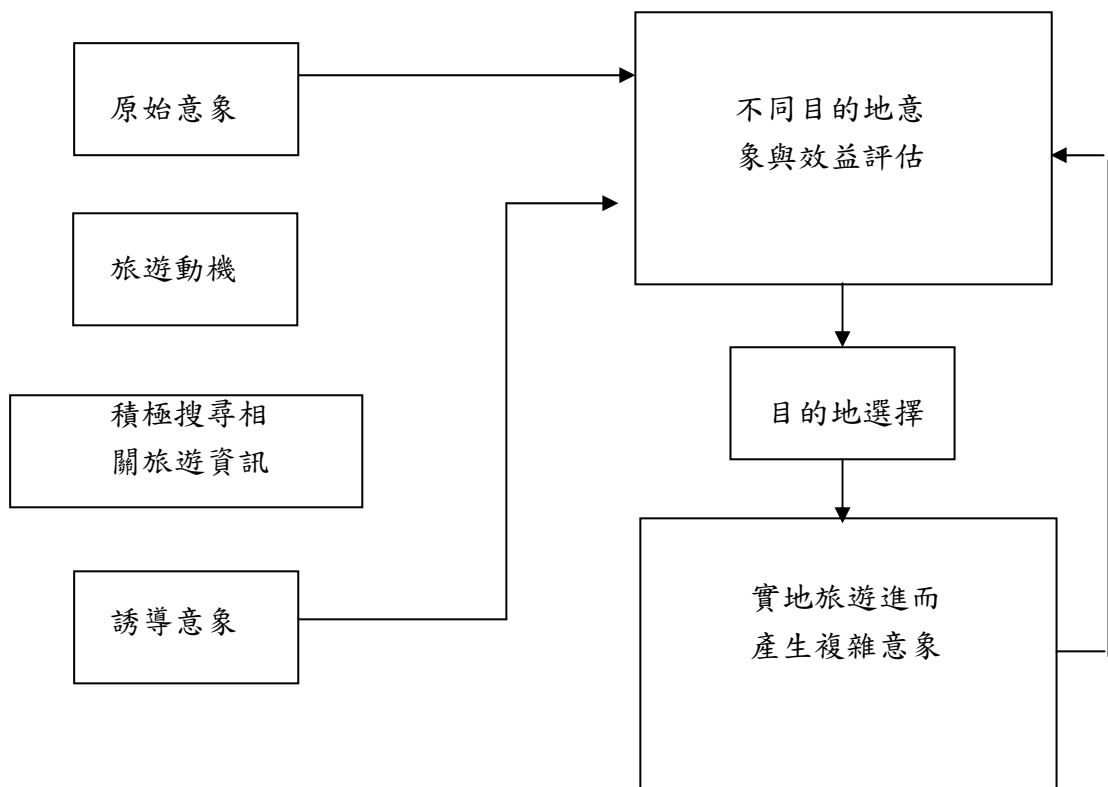 原始意象
旅遊動機
積極搜尋相
關旅遊資訊
誘導意象
不同目的地意
象與效益評估
目的地選擇
實地旅遊進而
產生複雜意象